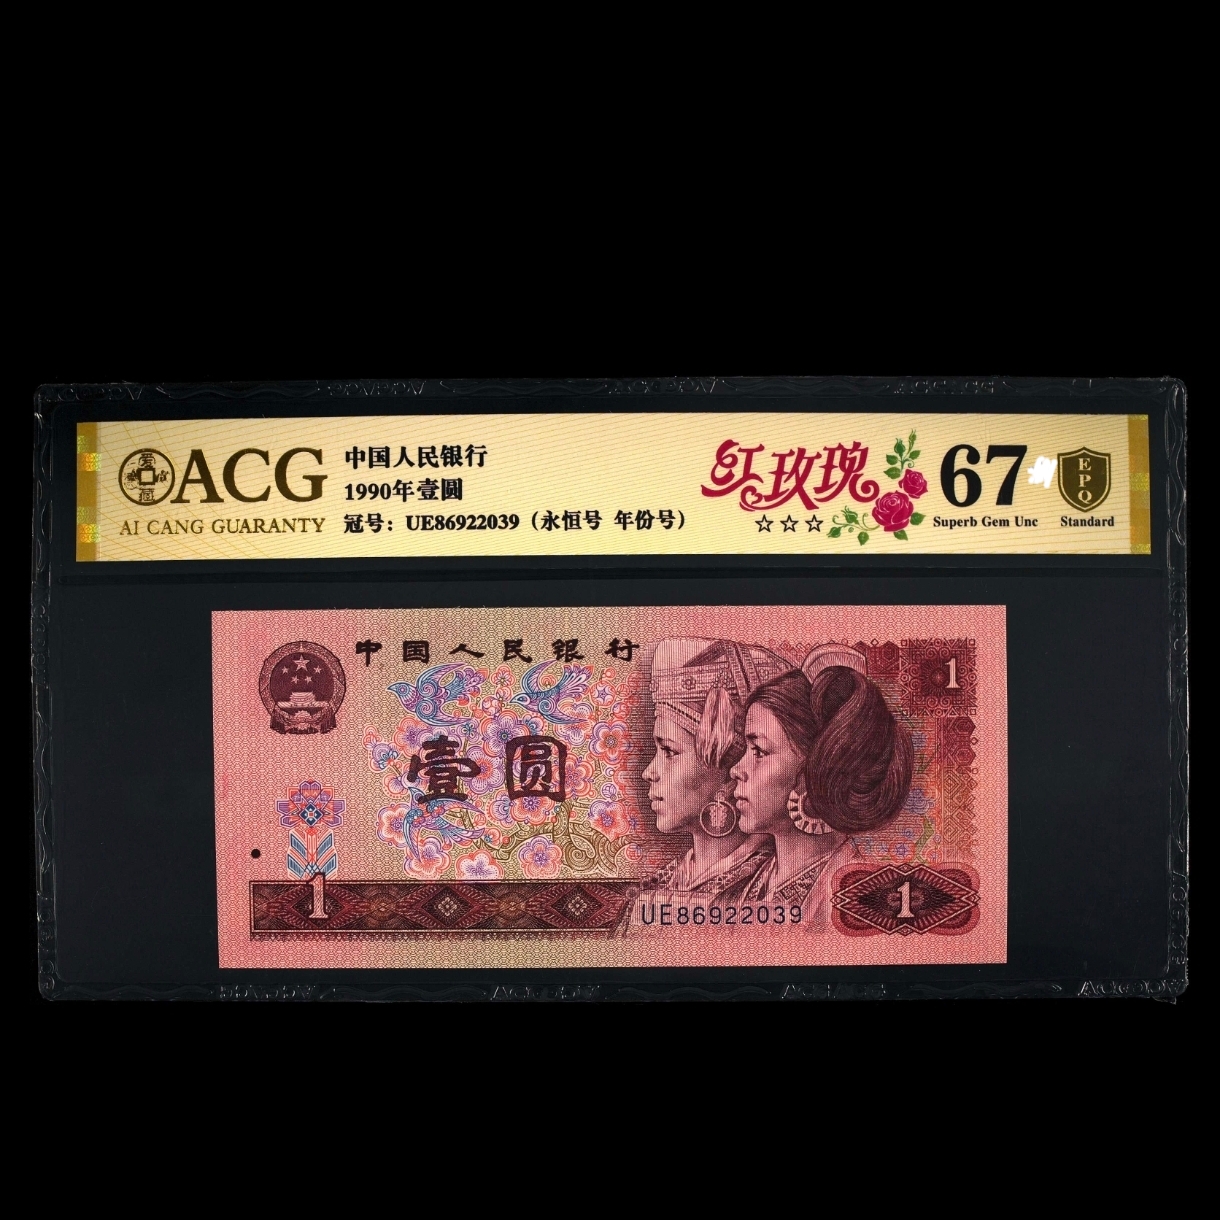 ACG
AI CANG GUARANTY
中国人民银行
1990年壹圆
冠号：UE86922039（永恒号 年份号）
红玫瑰
☆☆☆
67
Superb Gem Unc
EPQ
Standard
中国人民银行
1
壹圆
1
UE86922039
1